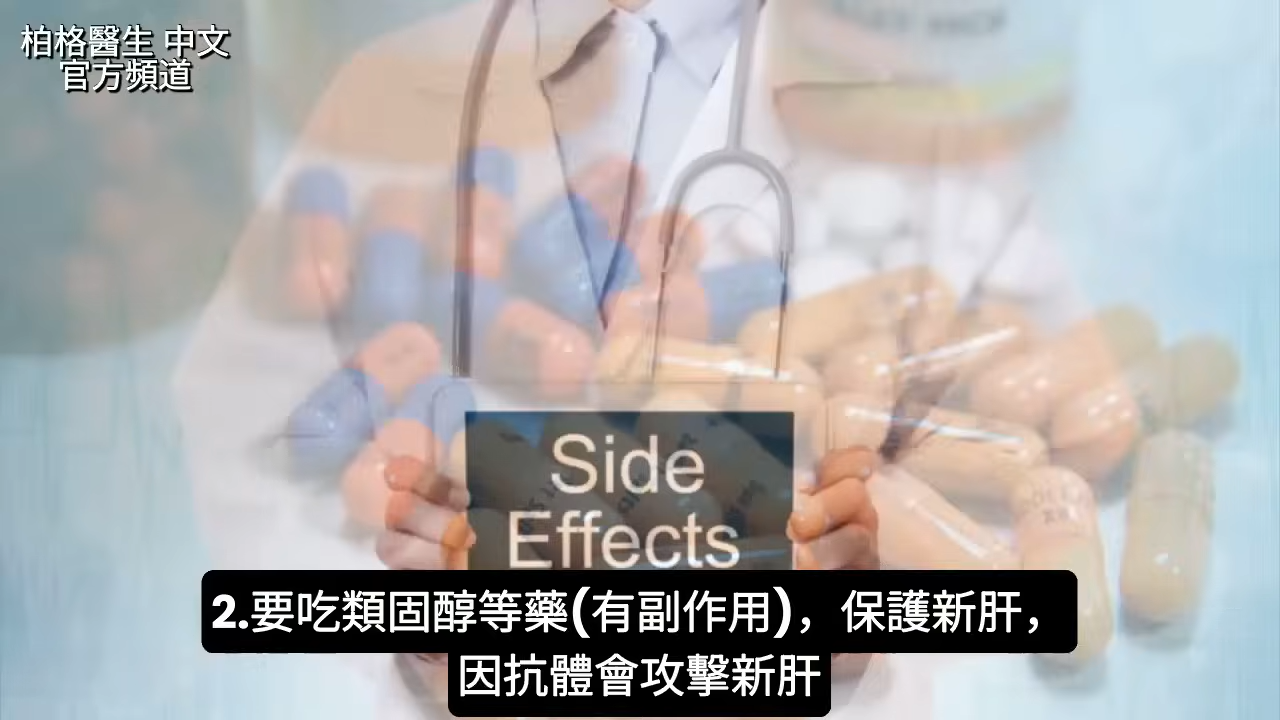 柏格醫生 中文
官方頻道
Side
Effects
2.要吃類固醇等藥(有副作用)，保護新肝，
因抗體會攻擊新肝